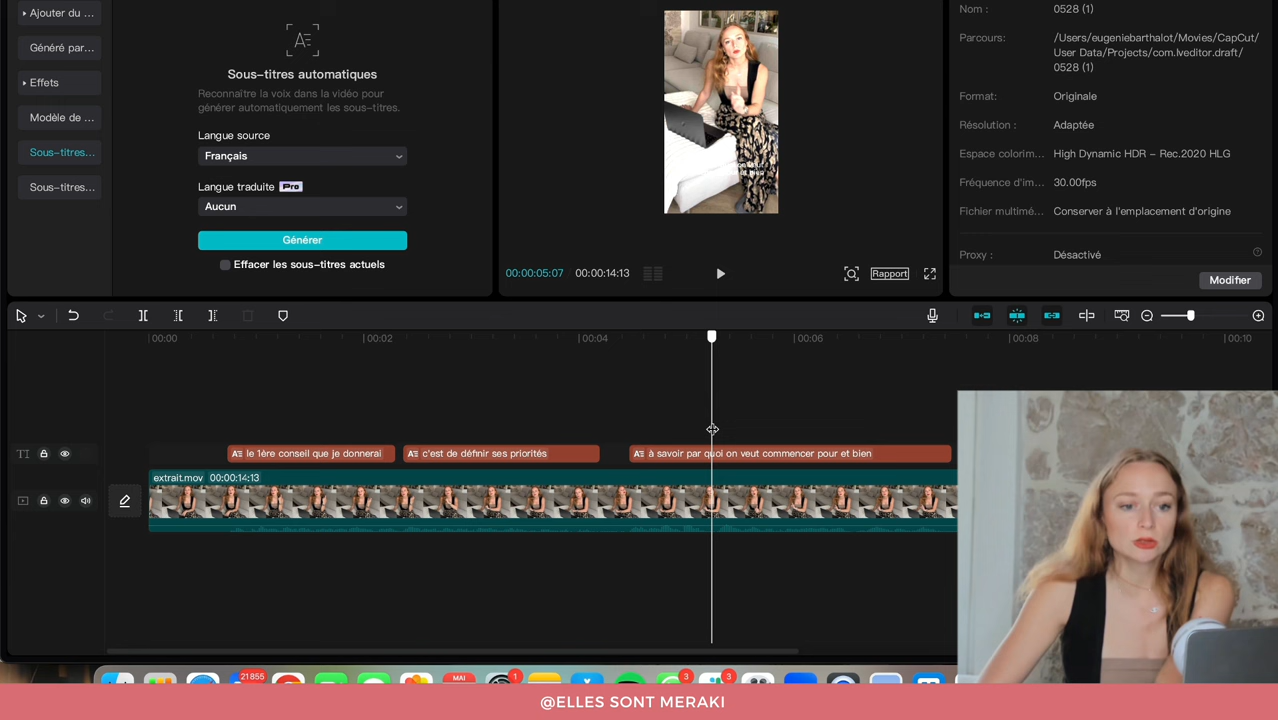 Ajouter du ...
Généré par...
Effets
Modèle de ...
Sous-titres...
Sous-titres...
Sous-titres automatiques
Reconnaître la voix dans la vidéo pour
générer automatiquement les sous-titres.
Langue source
Français
Langue traduite Pro
Aucun
Générer
Effacer les sous-titres actuels
00:00:05:07 / 00:00:14:13
Rapport
Nom :
0528 (1)
Parcours:
/Users/eugeniebarthalot/Movies/CapCut/
User Data/Projects/com.lveditor.draft/
0528 (1)
Format:
Originale
Résolution :
Adaptée
Espace colorim...
High Dynamic HDR - Rec.2020 HLG
Fréquence d'im...
30.00fps
Fichier multimé...
Conserver à l'emplacement d'origine
Proxy :
Désactivé
Modifier
00:00
00:02
00:04
00:06
00:08
00:10
le 1ère conseil que je donnerai
c'est de définir ses priorités
à savoir par quoi on veut commencer pour et bien
extrait.mov 00:00:14:13
21 855
MAI
1
3
3
@ELLES SONT MERAKI